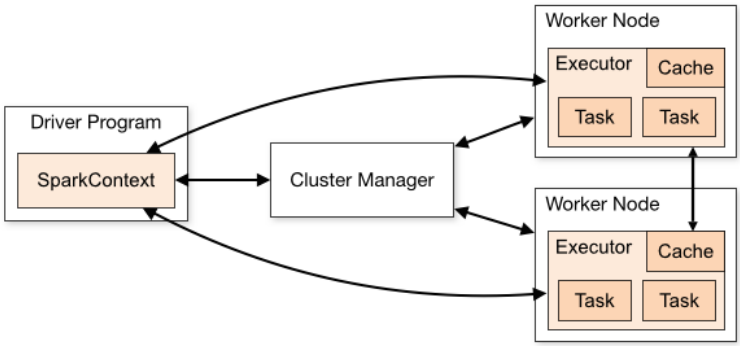 Driver Program
SparkContext
Cluster Manager
Worker Node
Executor
Cache
Task
Task
Worker Node
Executor
Cache
Task
Task